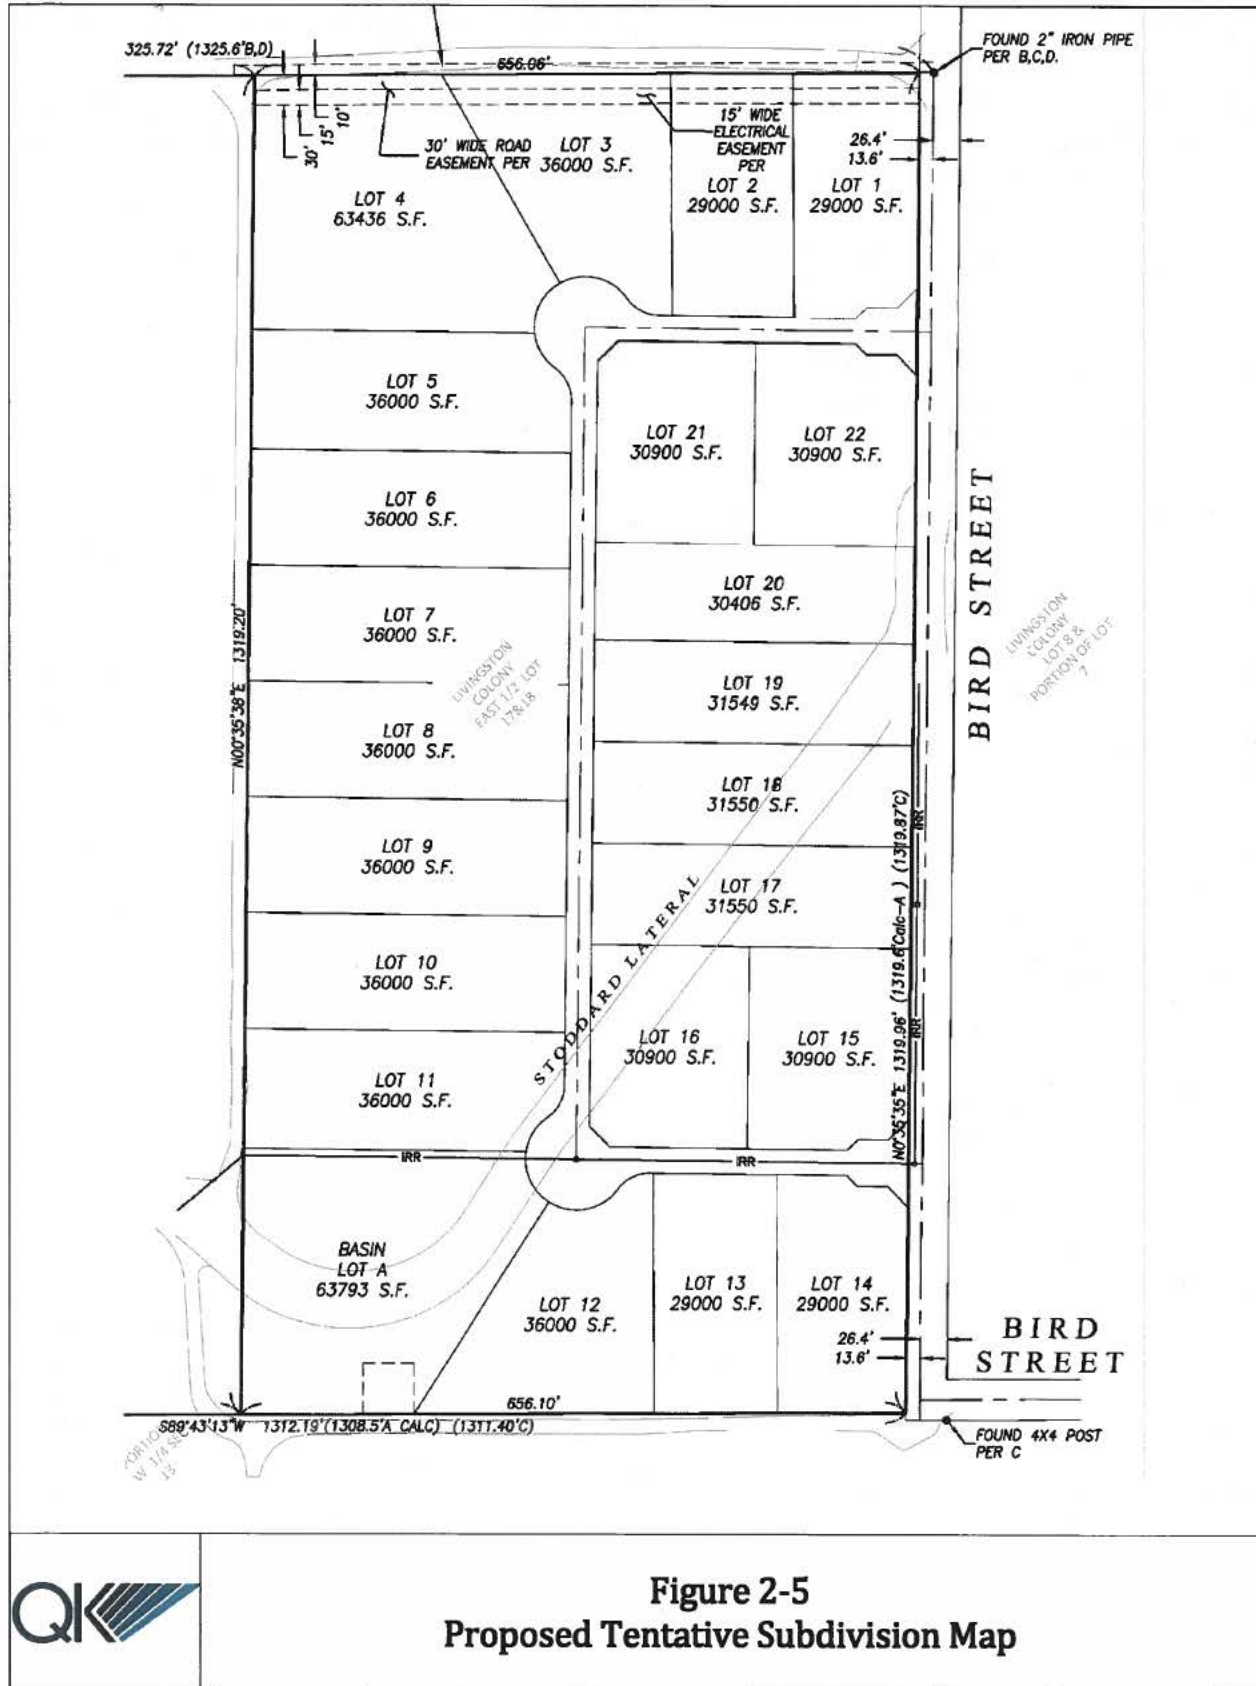 325.72' (1325.6'B,D)
656.06'
FOUND 2" IRON PIPE
PER B,C,D.
30'
15'
10'
30' WIDE ROAD
EASEMENT PER
15' WIDE
ELECTRICAL
EASEMENT
PER
26.4'
13.6'
LOT 4
63436 S.F.
LOT 3
36000 S.F.
LOT 2
29000 S.F.
LOT 1
29000 S.F.
LOT 5
36000 S.F.
LOT 21
30900 S.F.
LOT 22
30900 S.F.
LOT 6
36000 S.F.
BIRD STREET
LOT 20
30406 S.F.
LOT 7
36000 S.F.
N00°35'38"E 1319.20'
LIVINGSTON
COLONY
EAST 1/2 LOT
17&18
LIVINGSTON
COLONY
LOT 8 &
PORTION OF LOT
7
LOT 19
31549 S.F.
LOT 8
36000 S.F.
LOT 18
31550 S.F.
LOT 9
36000 S.F.
LOT 17
31550 S.F.
STODDARD LATERAL
N0°35'35"E 1319.96' (1319.6'Calc-A ) (1319.87'C)
IRR
IRR
LOT 10
36000 S.F.
LOT 16
30900 S.F.
LOT 15
30900 S.F.
LOT 11
36000 S.F.
IRR
IRR
BASIN
LOT A
63793 S.F.
LOT 12
36000 S.F.
LOT 13
29000 S.F.
LOT 14
29000 S.F.
26.4'
13.6'
BIRD
STREET
656.10'
S89°43'13"W 1312.19'(1308.5'A CALC) (1311.40'C)
PORTION
W 1/4 SEC
13
FOUND 4X4 POST
PER C
QK
Figure 2-5
Proposed Tentative Subdivision Map